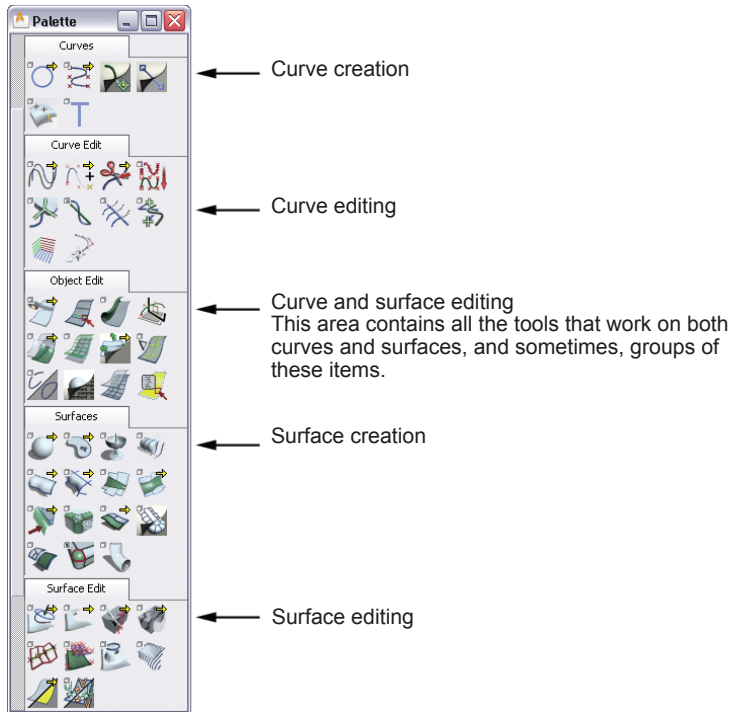 Palette
Curves
Curve creation
Curve Edit
Curve editing
Object Edit
Curve and surface editing
This area contains all the tools that work on both
curves and surfaces, and sometimes, groups of
these items.
Surfaces
Surface creation
Surface Edit
Surface editing